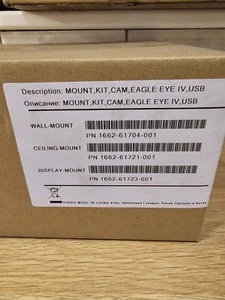 Description: MOUNT,KIT,CAM,EAGLE EYE IV,USB
Описание: MOUNT,KIT,CAM,EAGLE EYE IV,USB
WALL-MOUNT
PN 1662-61704-001
CEILING-MOUNT
PN 1662-61721-001
DISPLAY-MOUNT
PN 1662-61723-001